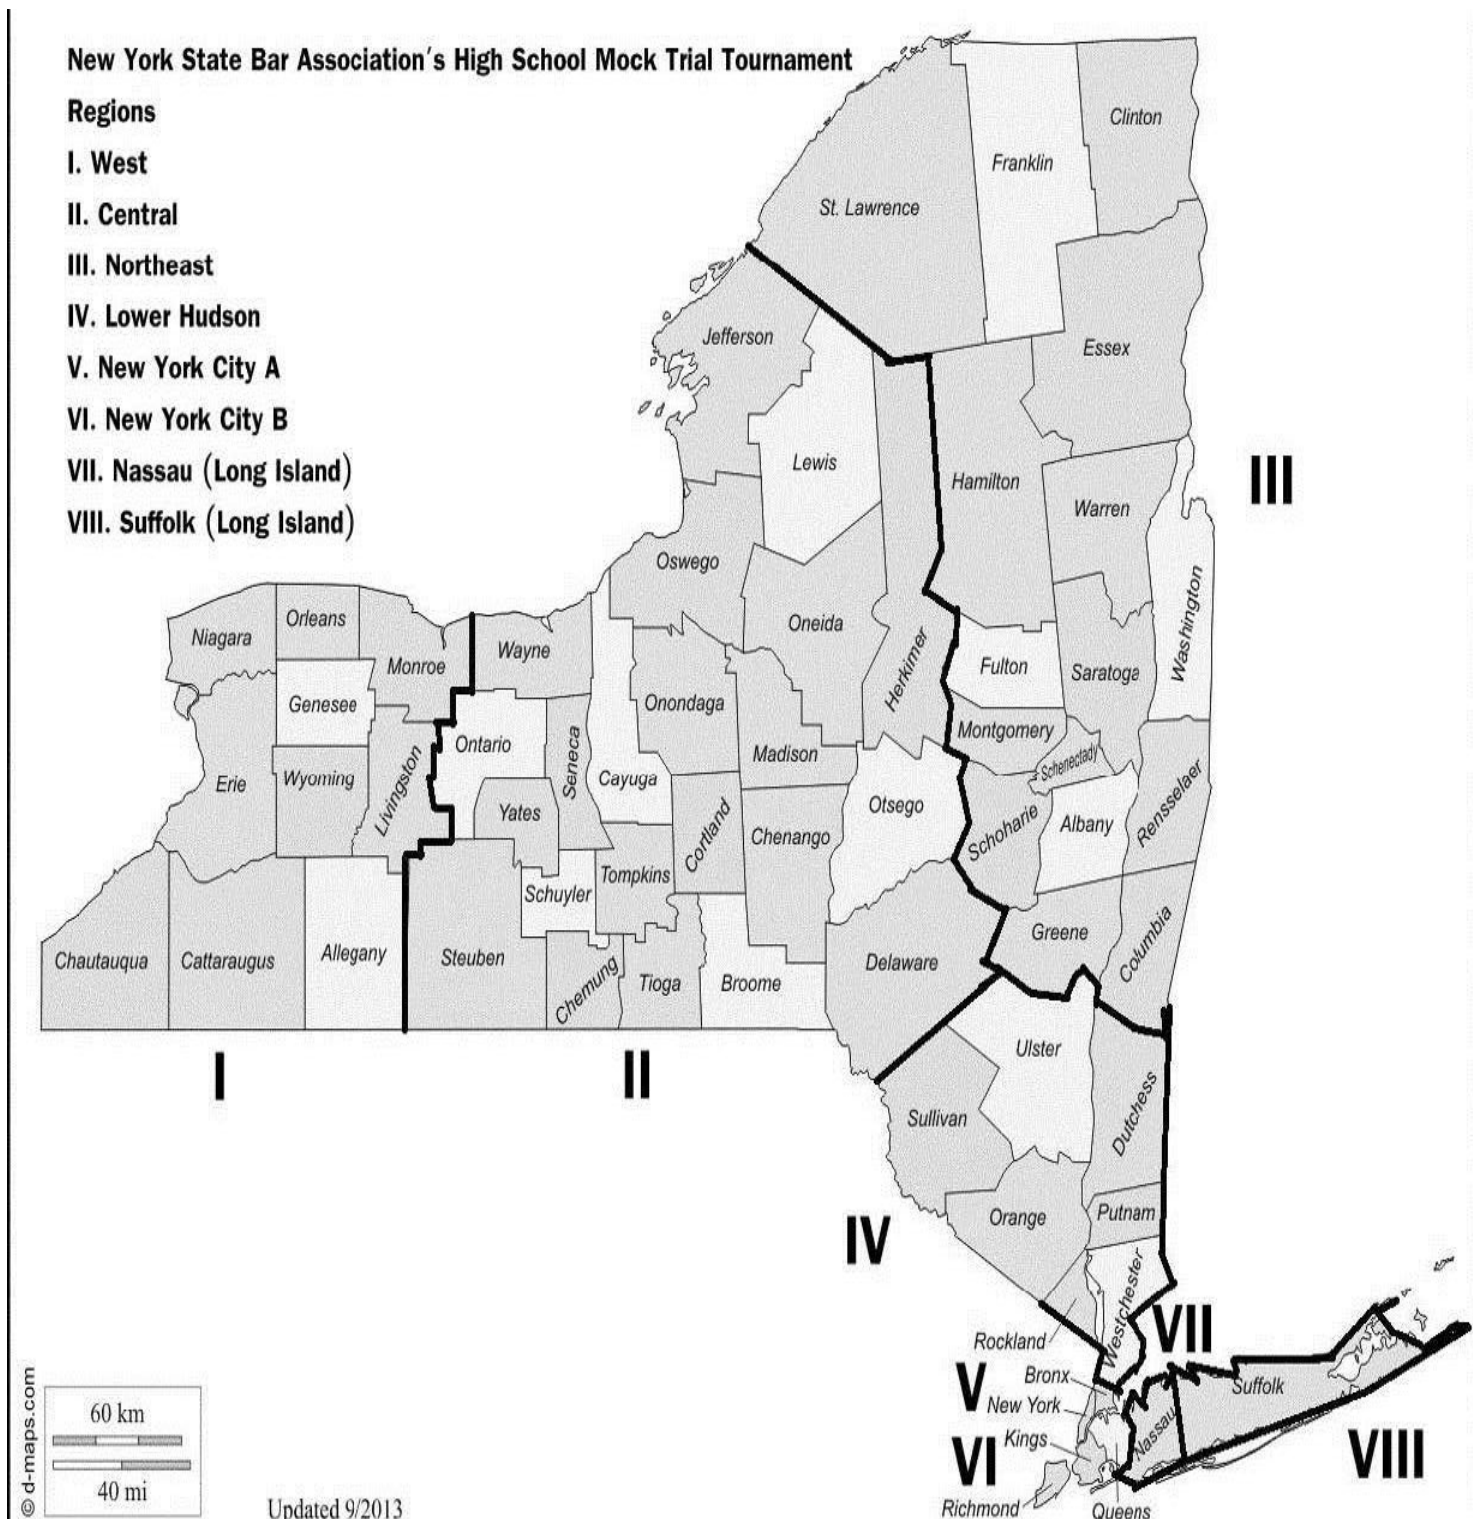 New York State Bar Association's High School Mock Trial Tournament
Regions
I. West
II. Central
III. Northeast
IV. Lower Hudson
V. New York City A
VI. New York City B
VII. Nassau (Long Island)
VIII. Suffolk (Long Island)
Clinton
Franklin
St. Lawrence
Jefferson
Essex
Lewis
Hamilton
III
Warren
Oswego
Washington
Niagara
Orleans
Monroe
Wayne
Oneida
Herkimer
Fulton
Saratoga
Genesee
Onondaga
Montgomery
Ontario
Seneca
Madison
Schenectady
Erie
Wyoming
Livingston
Cayuga
Yates
Cortland
Chenango
Otsego
Schoharie
Albany
Rensselaer
Schuyler
Tompkins
Greene
Columbia
Chautauqua
Cattaraugus
Allegany
Steuben
Chemung
Tioga
Broome
Delaware
I
II
Ulster
Sullivan
Dutchess
IV
Orange
Putnam
Westchester
Rockland
VII
Bronx
V
New York
Suffolk
Nassau
Kings
VI
VIII
Richmond
Queens
60 km
40 mi
© d-maps.com
Updated 9/2013